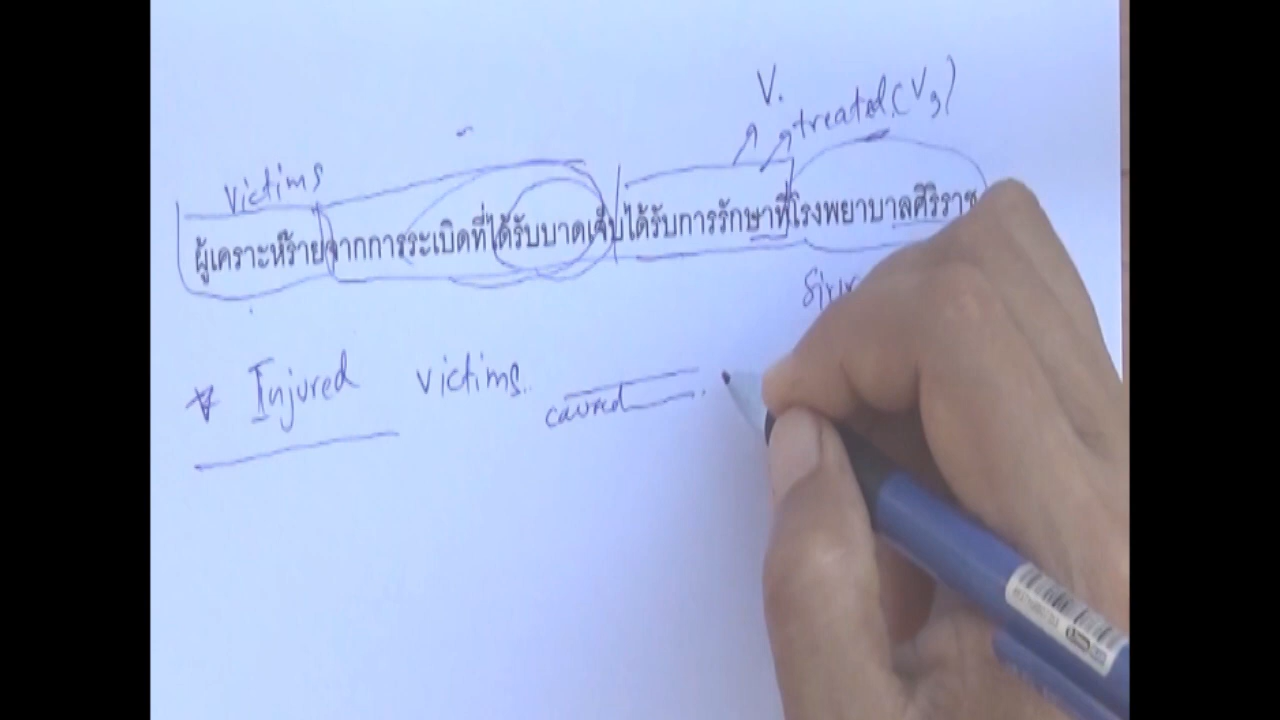 V.
treated (V3)
victims
ผู้เคราะห์ร้ายจากการระเบิดที่ได้รับบาดเจ็บได้รับการรักษาที่โรงพยาบาลศิริราช
Injured victims caused